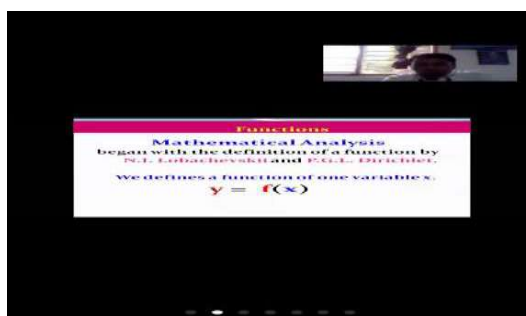 Functions
Mathematical Analysis
began with the definition of a function by
N.I. Lobachevskii and P.G.L. Dirichlet.
We defines a function of one variable x.
y = f(x)